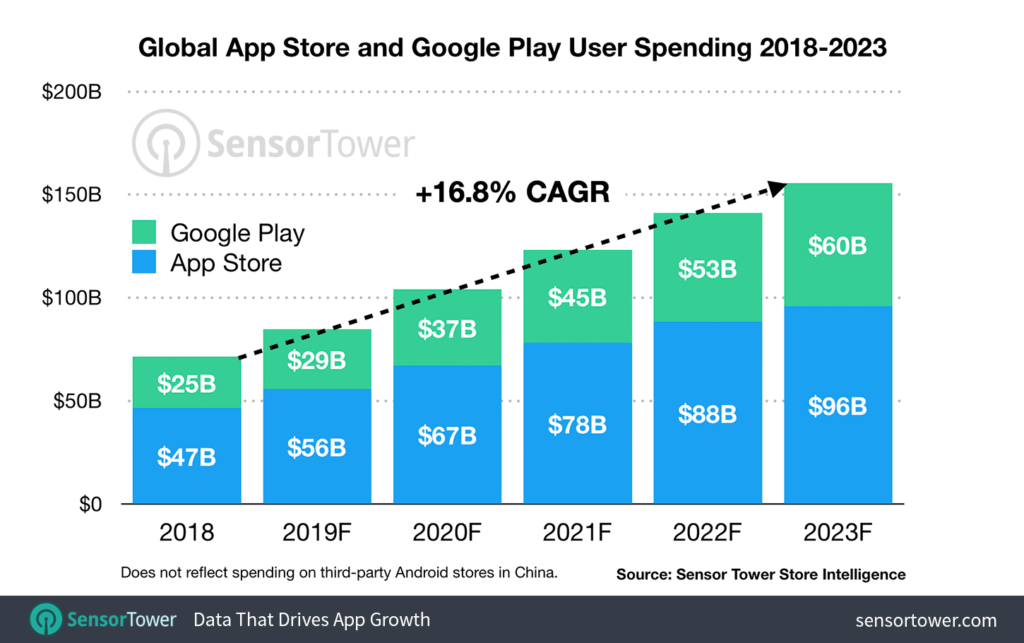 Global App Store and Google Play User Spending 2018-2023
$200B
SensorTower
$150B
+16.8% CAGR
Google Play
App Store
$100B
$50B
$0
$25B
$29B
$37B
$45B
$53B
$60B
$47B
$56B
$67B
$78B
$88B
$96B
2018
2019F
2020F
2021F
2022F
2023F
Does not reflect spending on third-party Android stores in China.
Source: Sensor Tower Store Intelligence
SensorTower
Data That Drives App Growth
sensortower.com